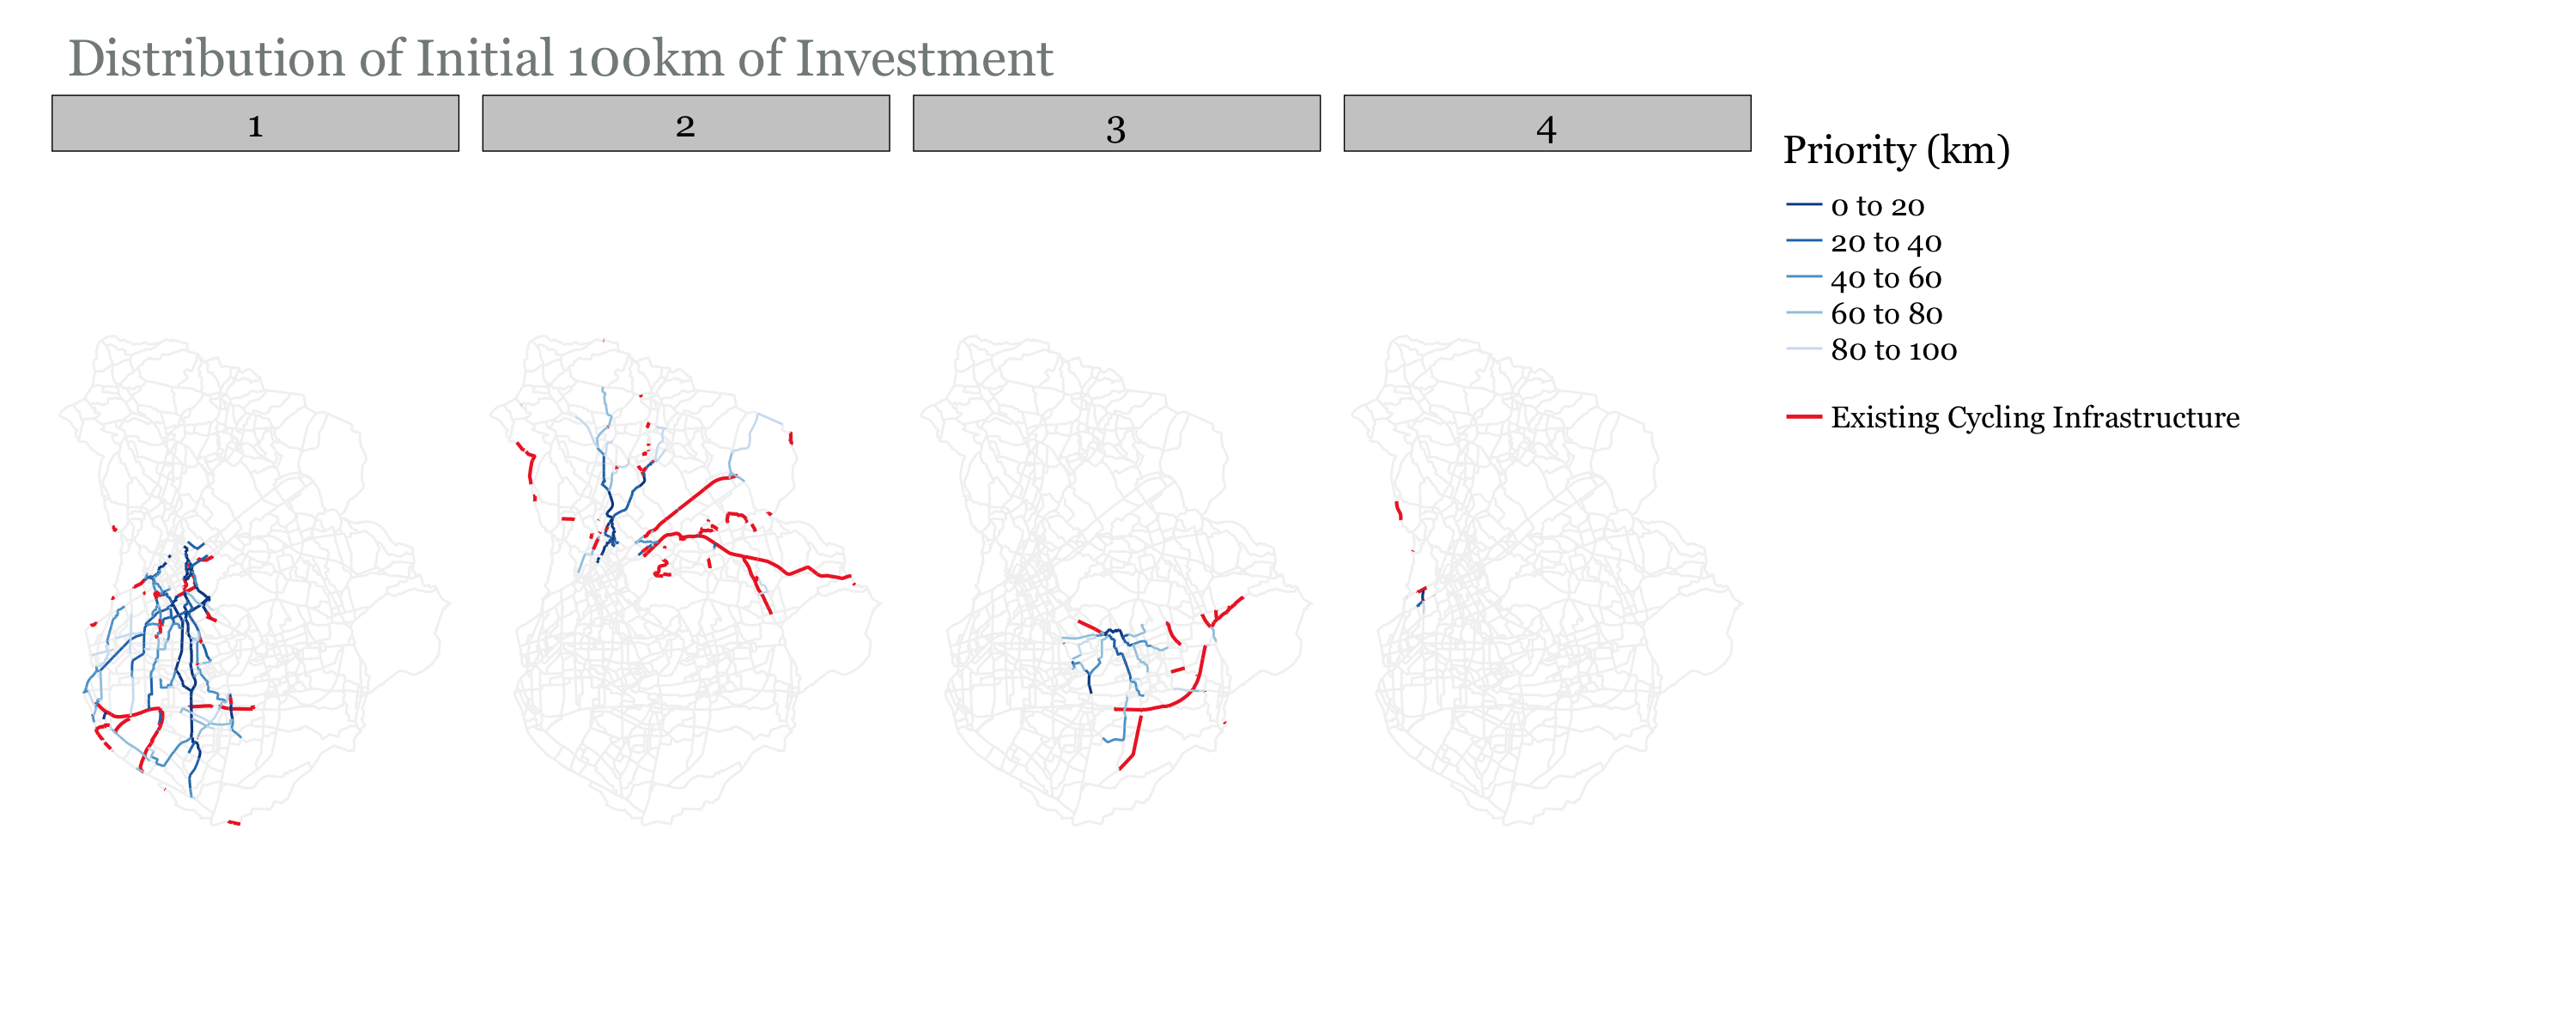 Distribution of Initial 100km of Investment
1
2
3
4
Priority (km)
0 to 20
20 to 40
40 to 60
60 to 80
80 to 100
Existing Cycling Infrastructure